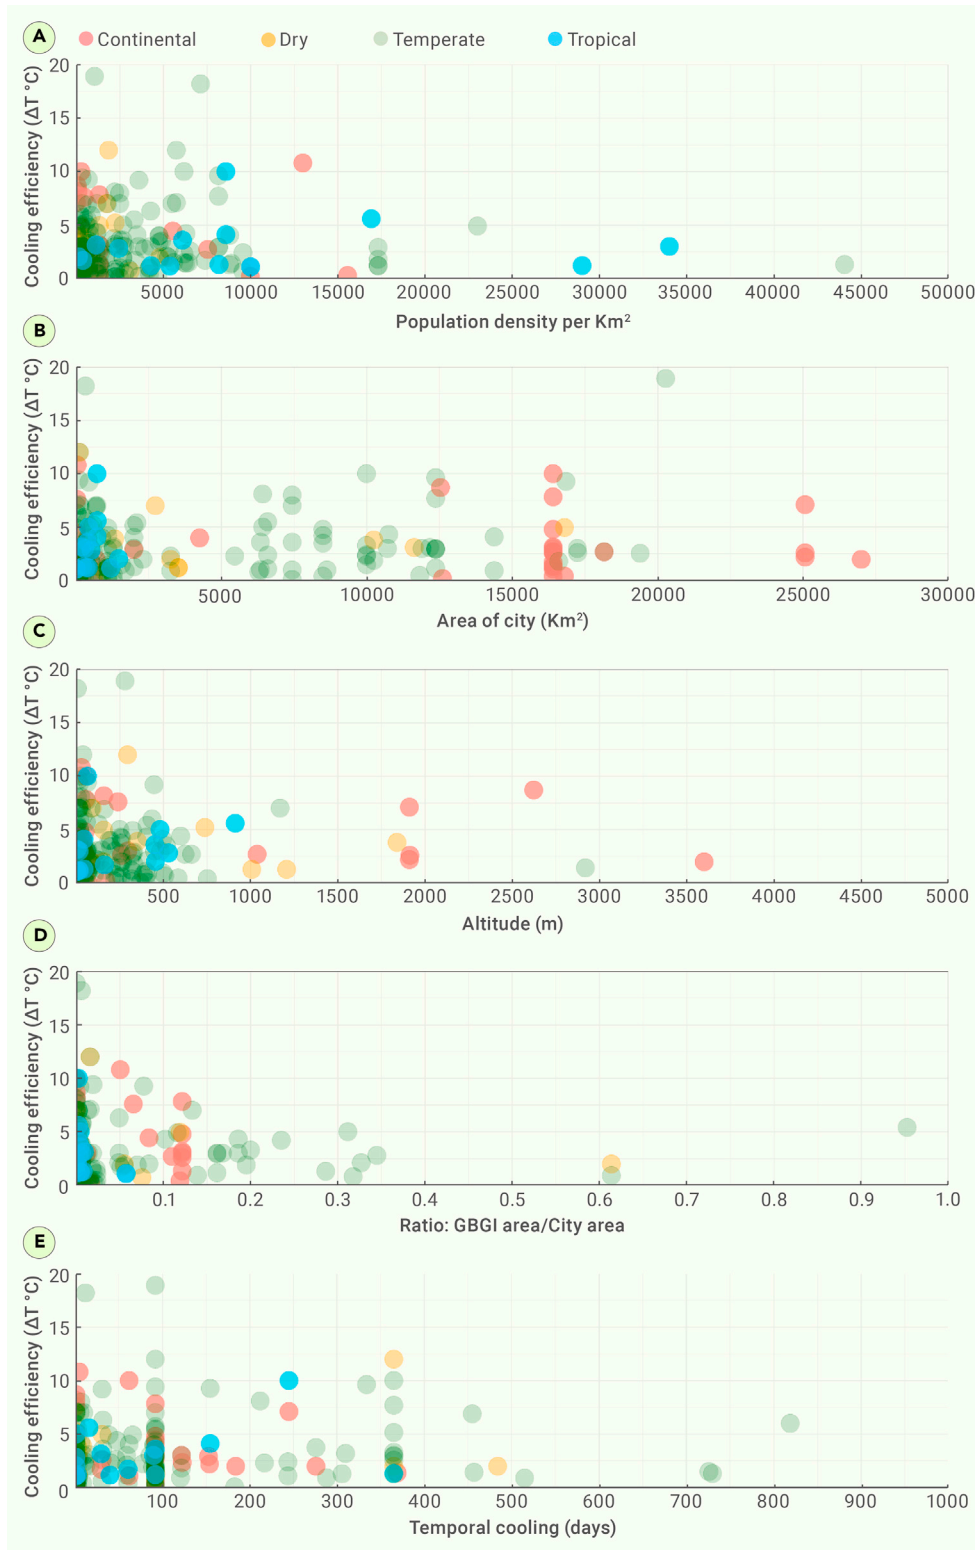 A
Continental Dry Temperate Tropical
20
15
10
5
0
Cooling efficiency (ΔT °C)
5000 10000 15000 20000 25000 30000 35000 40000 45000 50000
Population density per Km²
B
20
15
10
5
0
Cooling efficiency (ΔT °C)
5000 10000 15000 20000 25000 30000
Area of city (Km²)
C
20
15
10
5
0
Cooling efficiency (ΔT °C)
500 1000 1500 2000 2500 3000 3500 4000 4500 5000
Altitude (m)
D
20
15
10
5
0
Cooling efficiency (ΔT °C)
0.1 0.2 0.3 0.4 0.5 0.6 0.7 0.8 0.9 1.0
Ratio: GBGI area/City area
E
20
15
10
5
0
Cooling efficiency (ΔT °C)
100 200 300 400 500 600 700 800 900 1000
Temporal cooling (days)